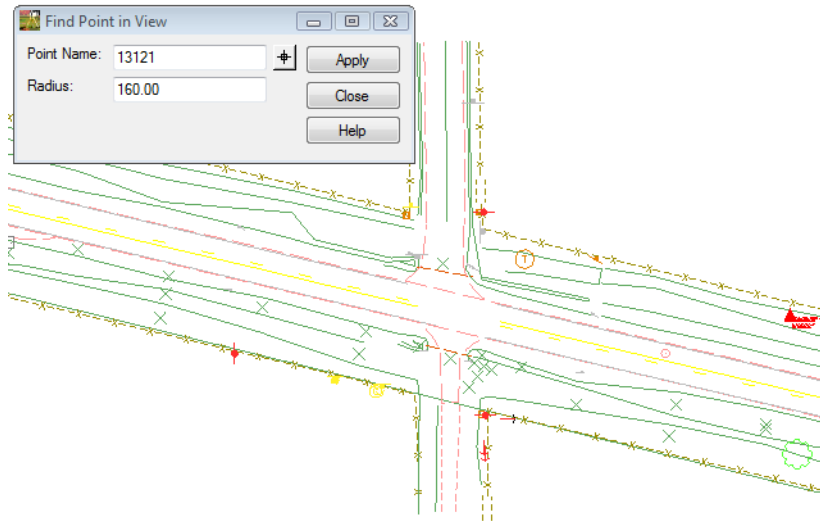 Find Point in View
Point Name: 13121
Apply
Radius: 160.00
Close
Help
T